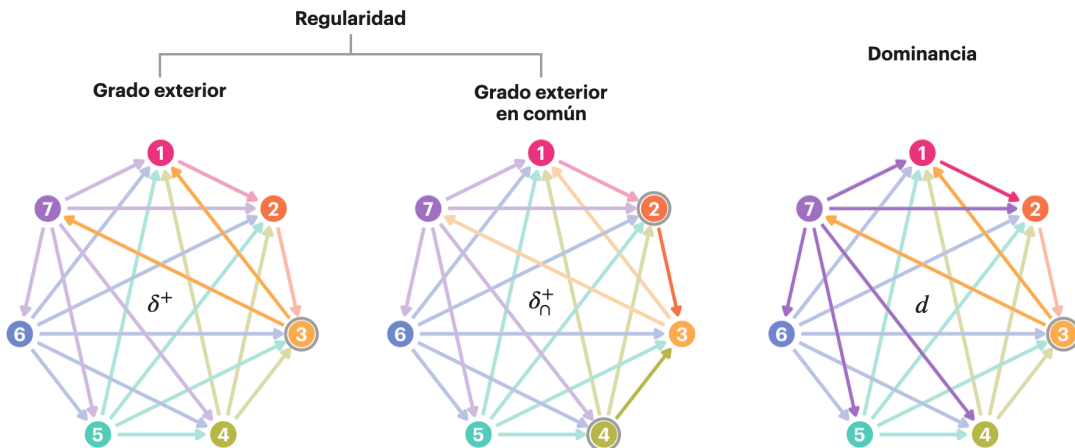 Regularidad
Grado exterior
Grado exterior
en común
Dominancia
1
7
2
δ⁺
6
3
5
4
1
7
2
δ∩⁺
6
3
5
4
1
7
2
d
6
3
5
4